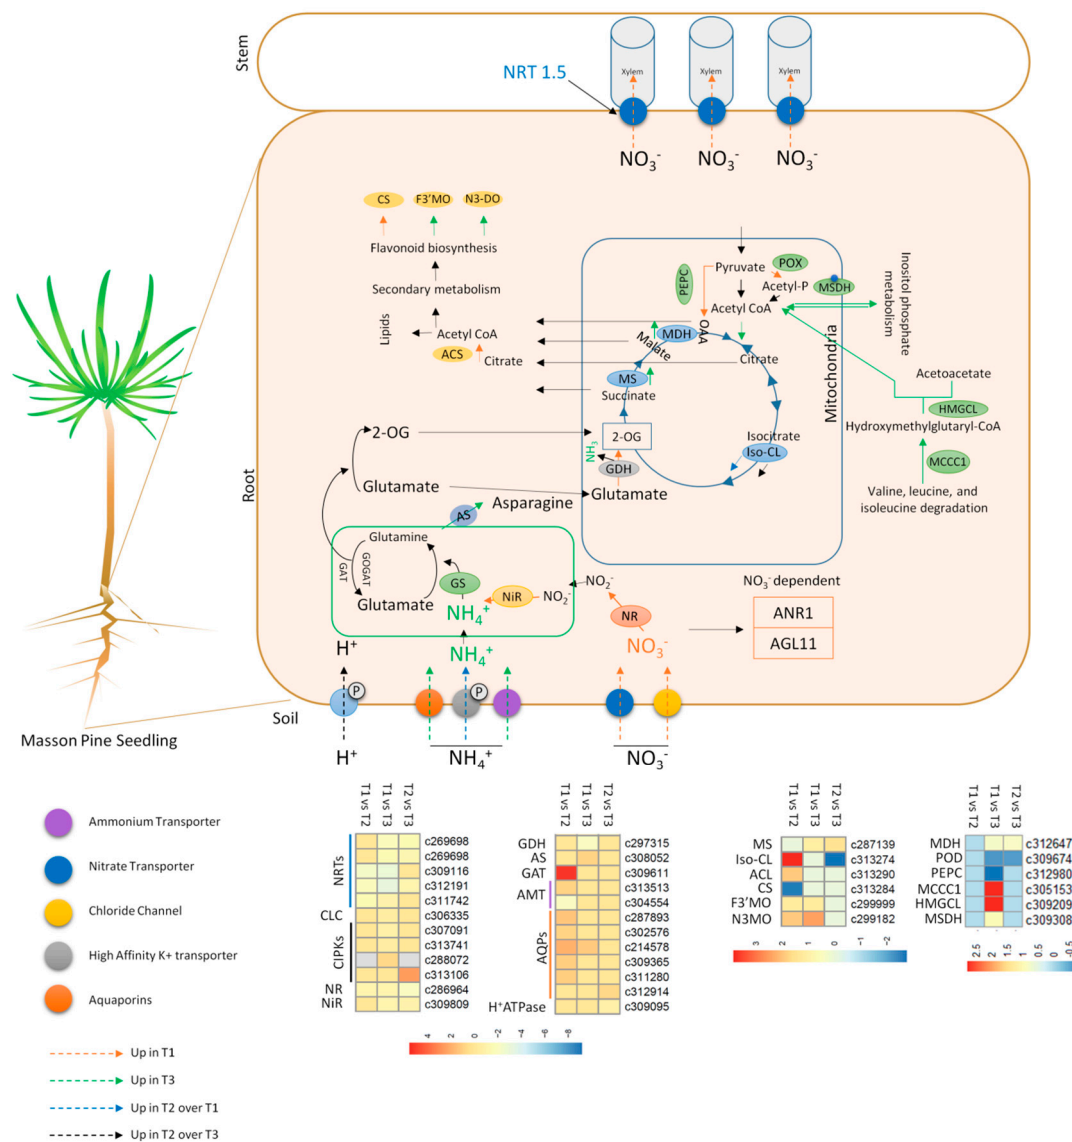 Stem
Xylem
Xylem
Xylem
NRT 1.5
NO₃⁻
NO₃⁻
NO₃⁻
CS
F3'MO
N3-DO
Flavonoid biosynthesis
Secondary metabolism
Lipids
Acetyl CoA
ACS
Citrate
Pyruvate
POX
PEPC
Acetyl-P
MSDH
Acetyl CoA
OAA
MDH
Malate
Citrate
MS
Succinate
Mitochondria
Inositol phosphate
metabolism
Acetoacetate
HMGCL
Hydroxymethylglutaryl-CoA
MCCC1
Valine, leucine, and
isoleucine degradation
Isocitrate
Iso-CL
2-OG
2-OG
NH₃
GDH
Glutamate
Glutamate
Root
AS
Asparagine
Glutamine
GAT
GOGAT
GS
Glutamate
NH₄⁺
NiR
NO₂⁻
NO₂⁻
NR
NO₃⁻
NO₃⁻ dependent
ANR1
AGL11
H⁺
NH₄⁺
P
P
Soil
Masson Pine Seedling
H⁺
NH₄⁺
NO₃⁻
Ammonium Transporter
Nitrate Transporter
Chloride Channel
High Affinity K+ transporter
Aquaporins
Up in T1
Up in T3
Up in T2 over T1
Up in T2 over T3
T1 vs T2
T1 vs T3
T2 vs T3
NRTs
c269698
c269698
c309116
c312191
c311742
CLC c306335
CIPKs
c307091
c313741
c288072
c313106
NR c286964
NiR c309809
T1 vs T2
T1 vs T3
T2 vs T3
GDH c297315
AS c308052
GAT c309611
AMT
c313513
c304554
AQPs
c287893
c302576
c214578
c309365
c311280
c312914
H⁺ATPase c309095
4 2 0 −2 −4 −6 −8
T1 vs T2
T1 vs T3
T2 vs T3
MS c287139
Iso-CL c313274
ACL c313290
CS c313284
F3'MO c299999
N3MO c299182
3 2 1 0 −1 −2
T1 vs T2
T1 vs T3
T2 vs T3
MDH c312647
POD c309674
PEPC c312980
MCCC1 c305153
HMGCL c309209
MSDH c309308
2.5 2 1.5 1 0.5 0 -0.5